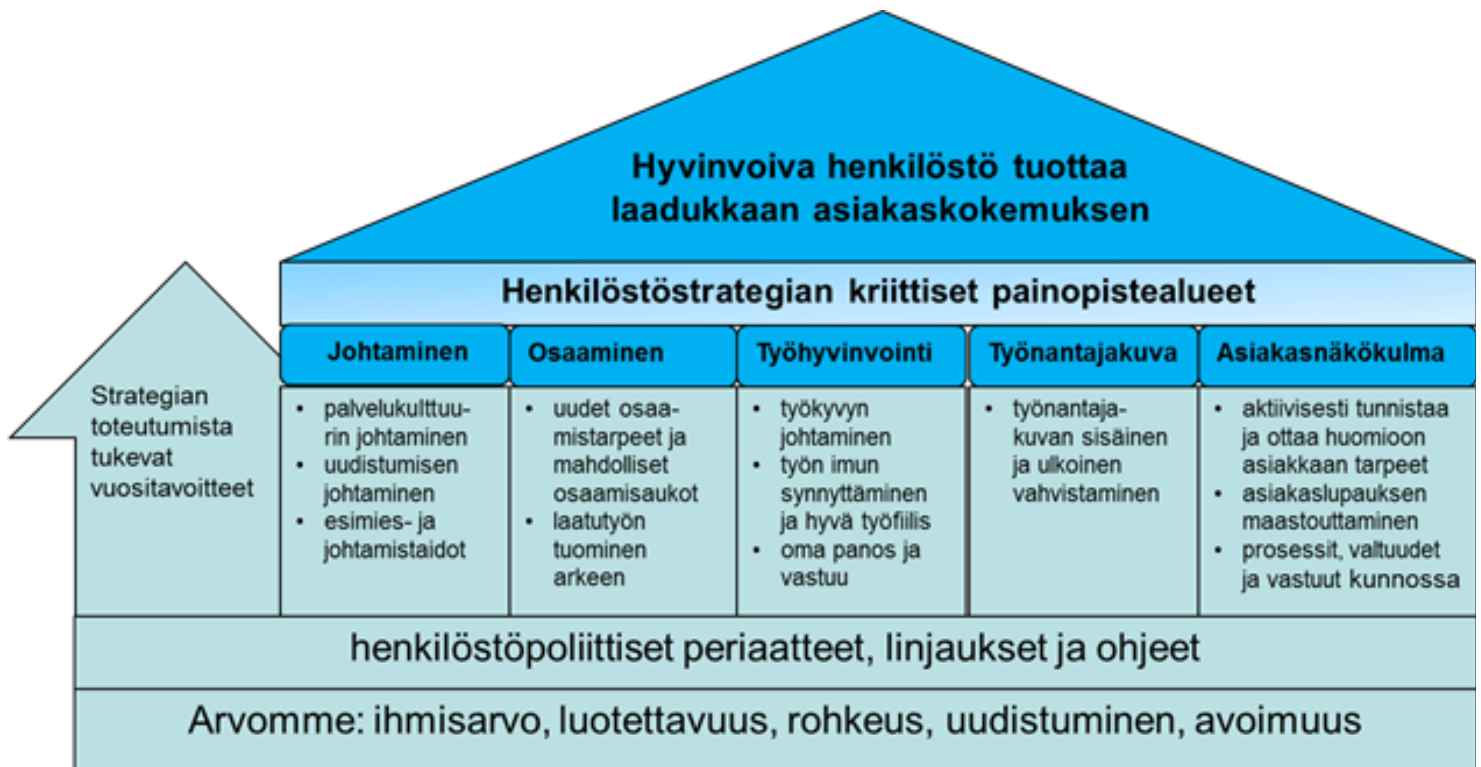 Hyvinvoiva henkilöstö tuottaa
laadukkaan asiakaskokemuksen
Henkilöstöstrategian kriittiset painopistealueet
Strategian
toteutumista
tukevat
vuositavoitteet
Johtaminen
• palvelukulttuu-
rin johtaminen
• uudistumisen
johtaminen
• esimies- ja
johtamistaidot
Osaaminen
• uudet osaa-
mistarpeet ja
mahdolliset
osaamisaukot
• laatutyön
tuominen
arkeen
Työhyvinvointi
• työkyvyn
johtaminen
• työn imun
synnyttäminen
ja hyvä työfiilis
• oma panos ja
vastuu
Työnantajakuva
• työnantaja-
kuvan sisäinen
ja ulkoinen
vahvistaminen
Asiakasnäkökulma
• aktiivisesti tunnistaa
ja ottaa huomioon
asiakkaan tarpeet
• asiakaslupauksen
maastouttaminen
• prosessit, valtuudet
ja vastuut kunnossa
henkilöstöpoliittiset periaatteet, linjaukset ja ohjeet
Arvomme: ihmisarvo, luotettavuus, rohkeus, uudistuminen, avoimuus